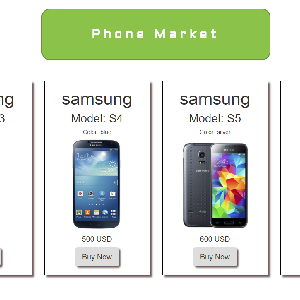 Phone Market
ng
samsung
samsung
3
Model: S4
Model: S5
Color: blue
Color: silver
500 USD
600 USD
Buy Now
Buy Now